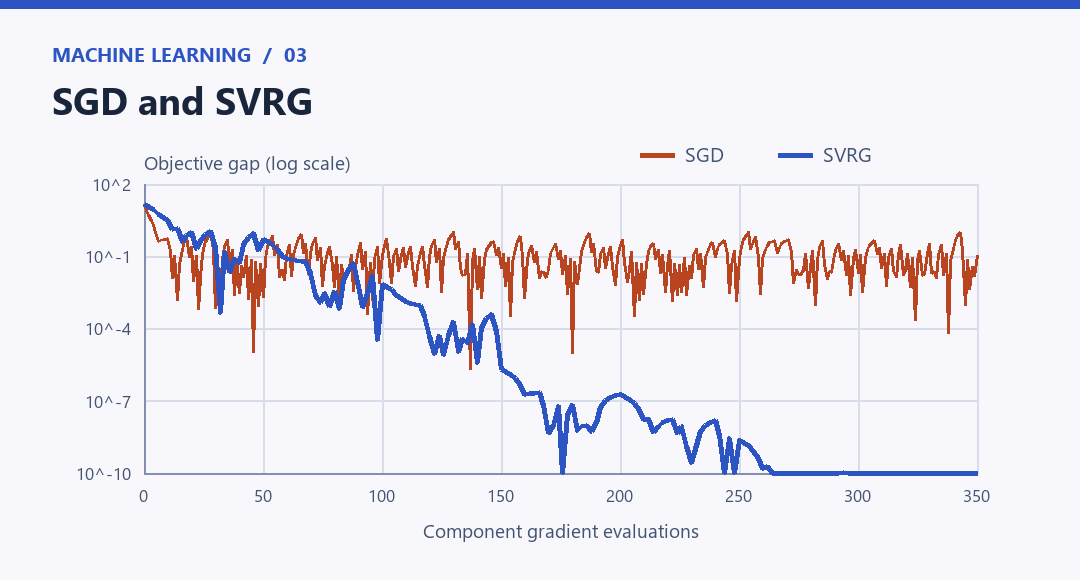 MACHINE LEARNING / 03
SGD and SVRG
Objective gap (log scale)
SGD
SVRG
10^2
10^-1
10^-4
10^-7
10^-10
0 50 100 150 200 250 300 350
Component gradient evaluations